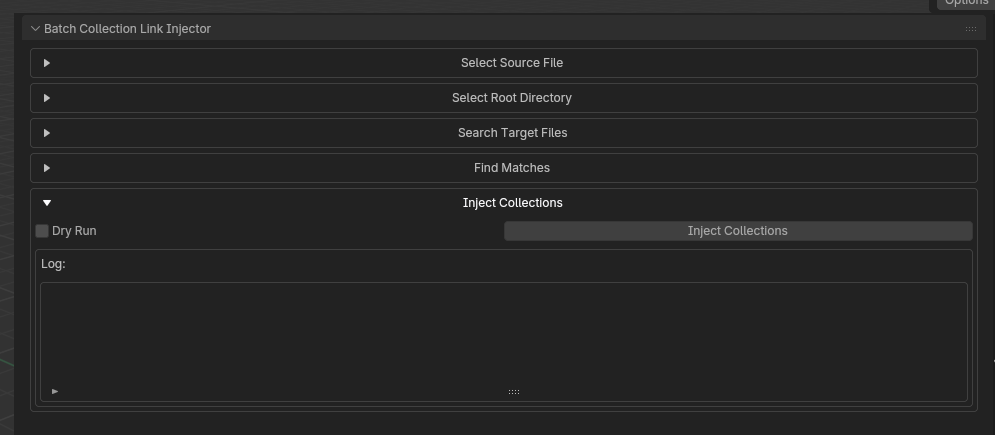 Options
Batch Collection Link Injector
Select Source File
Select Root Directory
Search Target Files
Find Matches
Inject Collections
Dry Run
Inject Collections
Log: